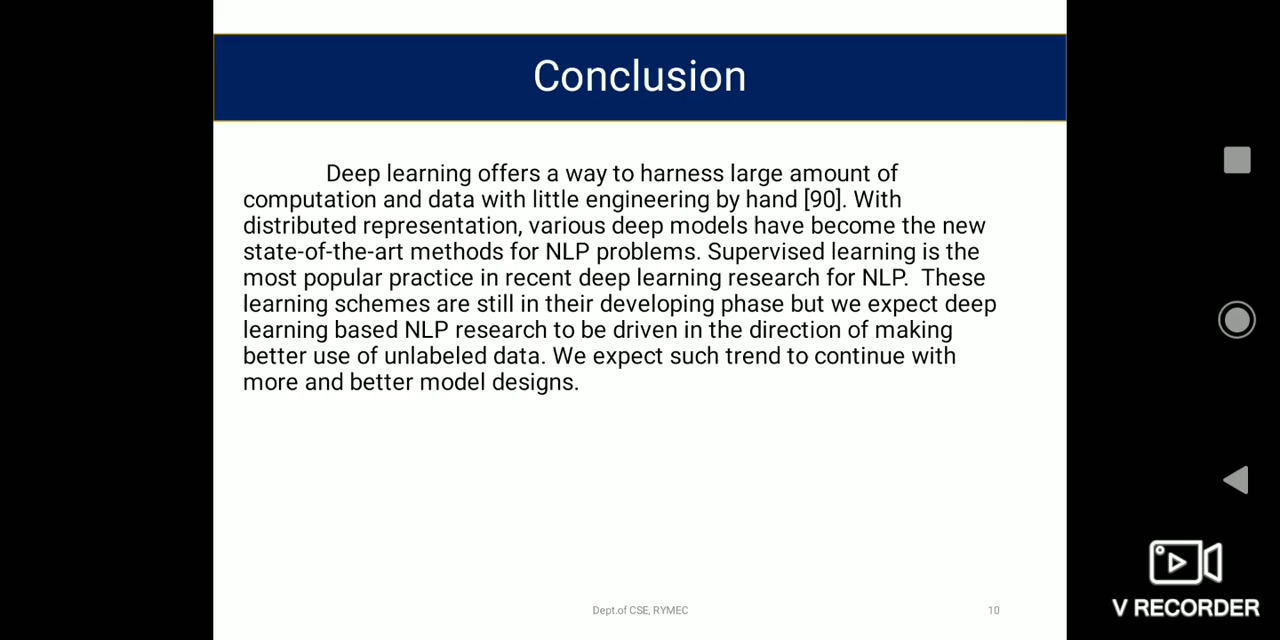 Conclusion
Deep learning offers a way to harness large amount of
computation and data with little engineering by hand [90]. With
distributed representation, various deep models have become the new
state-of-the-art methods for NLP problems. Supervised learning is the
most popular practice in recent deep learning research for NLP.  These
learning schemes are still in their developing phase but we expect deep
learning based NLP research to be driven in the direction of making
better use of unlabeled data. We expect such trend to continue with
more and better model designs.
Dept.of CSE, RYMEC
10
V RECORDER